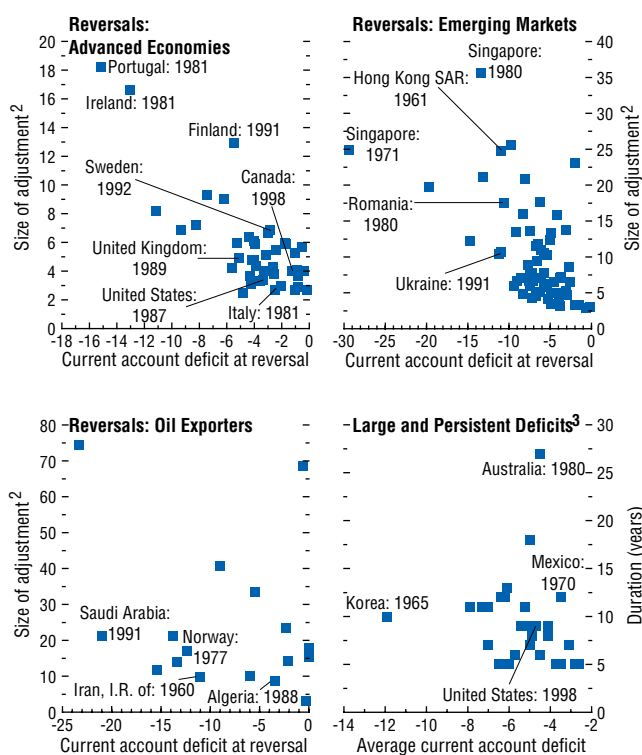 Reversals:
Advanced Economies
Size of adjustment2
20
18
16
14
12
10
8
6
4
2
0
Portugal: 1981
Ireland: 1981
Finland: 1991
Sweden:
1992
Canada:
1998
United Kingdom:
1989
United States:
1987
Italy: 1981
-18 -16 -14 -12 -10 -8 -6 -4 -2 0
Current account deficit at reversal
Reversals: Emerging Markets
Size of adjustment2
40
35
30
25
20
15
10
5
0
Singapore:
1980
Hong Kong SAR:
1961
Singapore:
1971
Romania:
1980
Ukraine: 1991
-30 -25 -20 -15 -10 -5 0
Current account deficit at reversal
Reversals: Oil Exporters
Size of adjustment2
80
70
60
50
40
30
20
10
0
Saudi Arabia:
1991
Norway:
1977
Iran, I.R. of: 1960
Algeria: 1988
-25 -20 -15 -10 -5 0
Current account deficit at reversal
Large and Persistent Deficits3
Duration (years)
30
25
20
15
10
5
0
Australia: 1980
Mexico:
1970
Korea: 1965
United States: 1998
-14 -12 -10 -8 -6 -4 -2
Average current account deficit